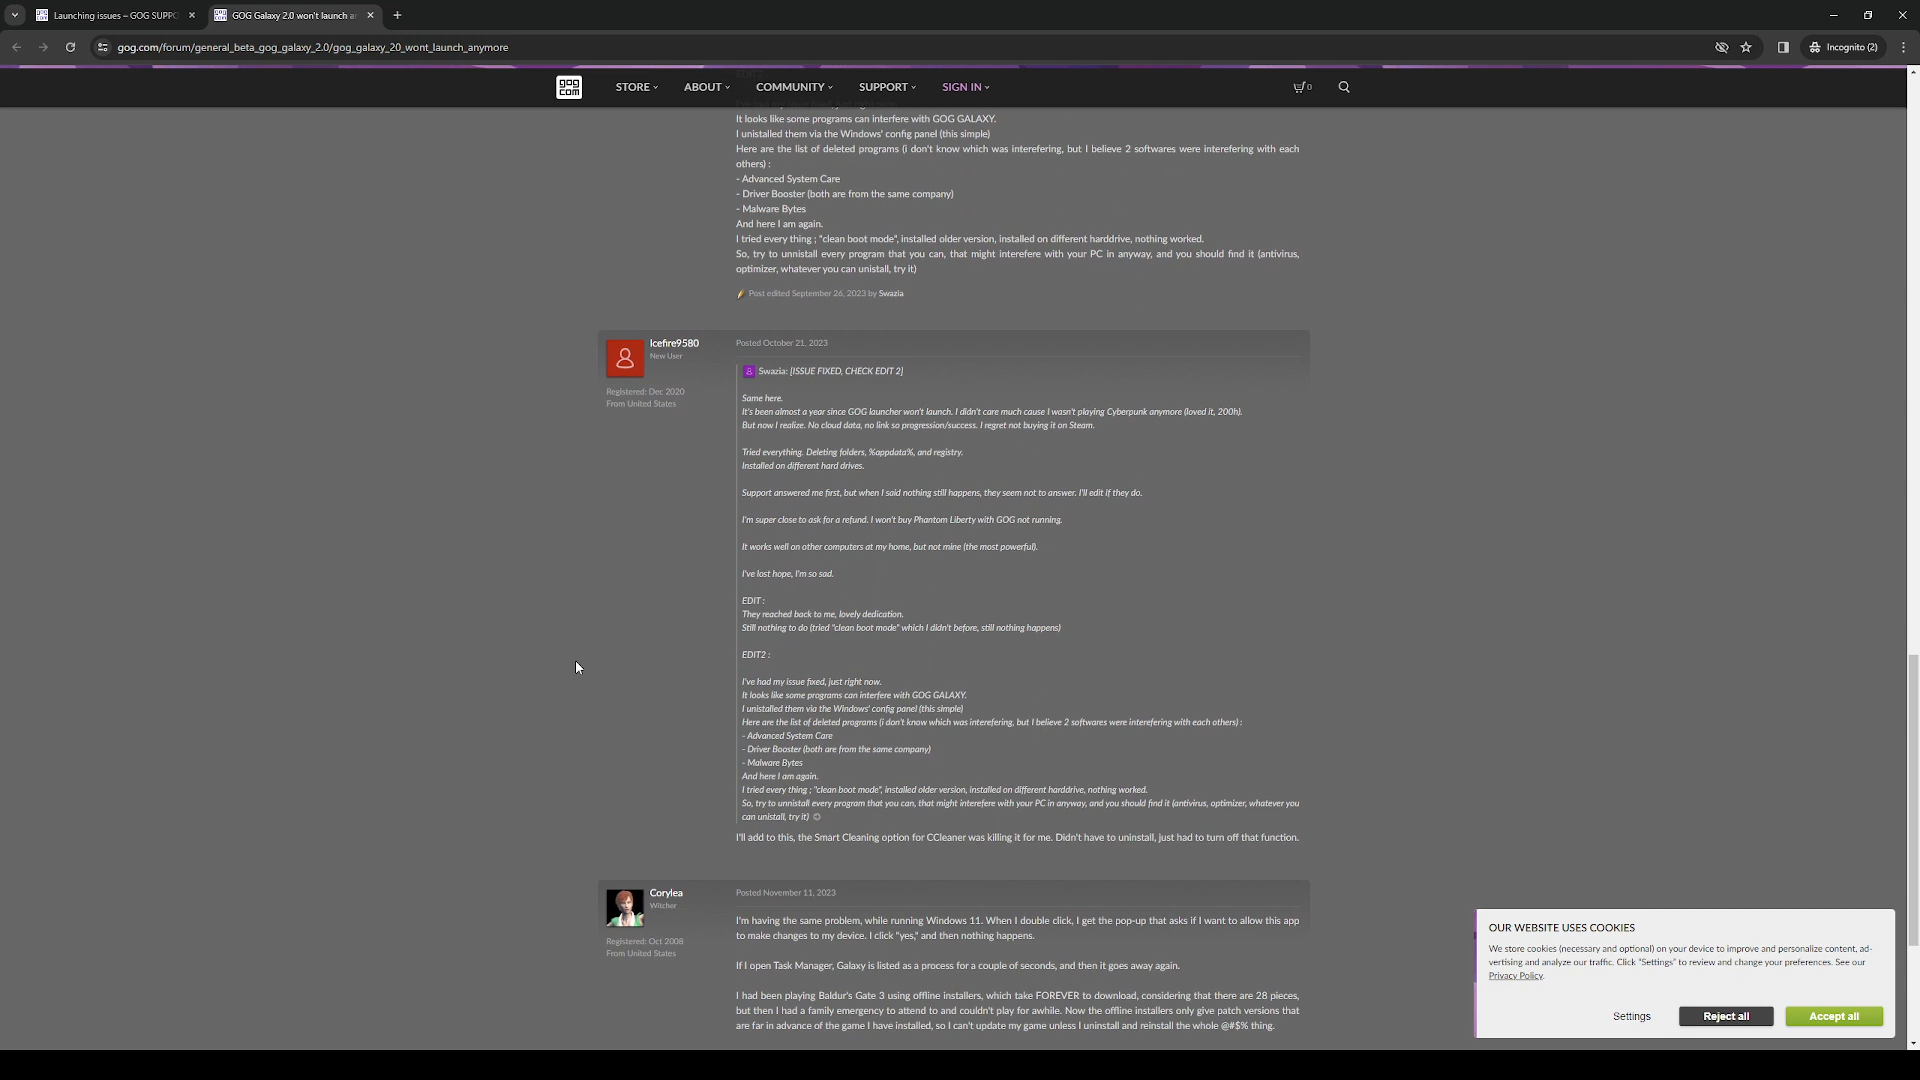 Launching issues – GOG SUPPO
GOG Galaxy 2.0 won't launch a
gog.com/forum/general_beta_gog_galaxy_2.0/gog_galaxy_20_wont_launch_anymore
Incognito (2)
gog
com
STORE
ABOUT
COMMUNITY
SUPPORT
SIGN IN
0
It looks like some programs can interfere with GOG GALAXY.
I unistalled them via the Windows' config panel (this simple)
Here are the list of deleted programs (i don't know which was interefering, but I believe 2 softwares were interefering with each
others) :
- Advanced System Care
- Driver Booster (both are from the same company)
- Malware Bytes
And here I am again.
I tried every thing ; "clean boot mode", installed older version, installed on different harddrive, nothing worked.
So, try to unnistall every program that you can, that might interefere with your PC in anyway, and you should find it (antivirus,
optimizer, whatever you can unistall, try it)
Post edited September 26, 2023 by Swazia
Icefire9580
New User
Registered: Dec 2020
From United States
Posted October 21, 2023
Swazia: [ISSUE FIXED, CHECK EDIT 2]
Same here.
It's been almost a year since GOG launcher won't launch. I didn't care much cause I wasn't playing Cyberpunk anymore (loved it, 200h).
But now I realize. No cloud data, no link so progression/success. I regret not buying it on Steam.
Tried everything. Deleting folders, %appdata%, and registry.
Installed on different hard drives.
Support answered me first, but when I said nothing still happens, they seem not to answer. I'll edit if they do.
I'm super close to ask for a refund. I won't buy Phantom Liberty with GOG not running.
It works well on other computers at my home, but not mine (the most powerful).
I've lost hope, I'm so sad.
EDIT :
They reached back to me, lovely dedication.
Still nothing to do (tried "clean boot mode" which I didn't before, still nothing happens)
EDIT2 :
I've had my issue fixed, just right now.
It looks like some programs can interfere with GOG GALAXY.
I unistalled them via the Windows' config panel (this simple)
Here are the list of deleted programs (i don't know which was interefering, but I believe 2 softwares were interefering with each others) :
- Advanced System Care
- Driver Booster (both are from the same company)
- Malware Bytes
And here I am again.
I tried every thing ; "clean boot mode", installed older version, installed on different harddrive, nothing worked.
So, try to unnistall every program that you can, that might interefere with your PC in anyway, and you should find it (antivirus, optimizer, whatever you
can unistall, try it)
I'll add to this, the Smart Cleaning option for CCleaner was killing it for me. Didn't have to uninstall, just had to turn off that function.
Corylea
Witcher
Registered: Oct 2008
From United States
Posted November 11, 2023
I'm having the same problem, while running Windows 11. When I double click, I get the pop-up that asks if I want to allow this app
to make changes to my device. I click "yes," and then nothing happens.
If I open Task Manager, Galaxy is listed as a process for a couple of seconds, and then it goes away again.
I had been playing Baldur's Gate 3 using offline installers, which take FOREVER to download, considering that there are 28 pieces,
but then I had a family emergency to attend to and couldn't play for awhile. Now the offline installers only give patch versions that
are far in advance of the game I have installed, so I can't update my game unless I uninstall and reinstall the whole @#$% thing.
OUR WEBSITE USES COOKIES
We store cookies (necessary and optional) on your device to improve and personalize content, ad-
vertising and analyze our traffic. Click "Settings" to review and change your preferences. See our
Privacy Policy.
Settings
Reject all
Accept all